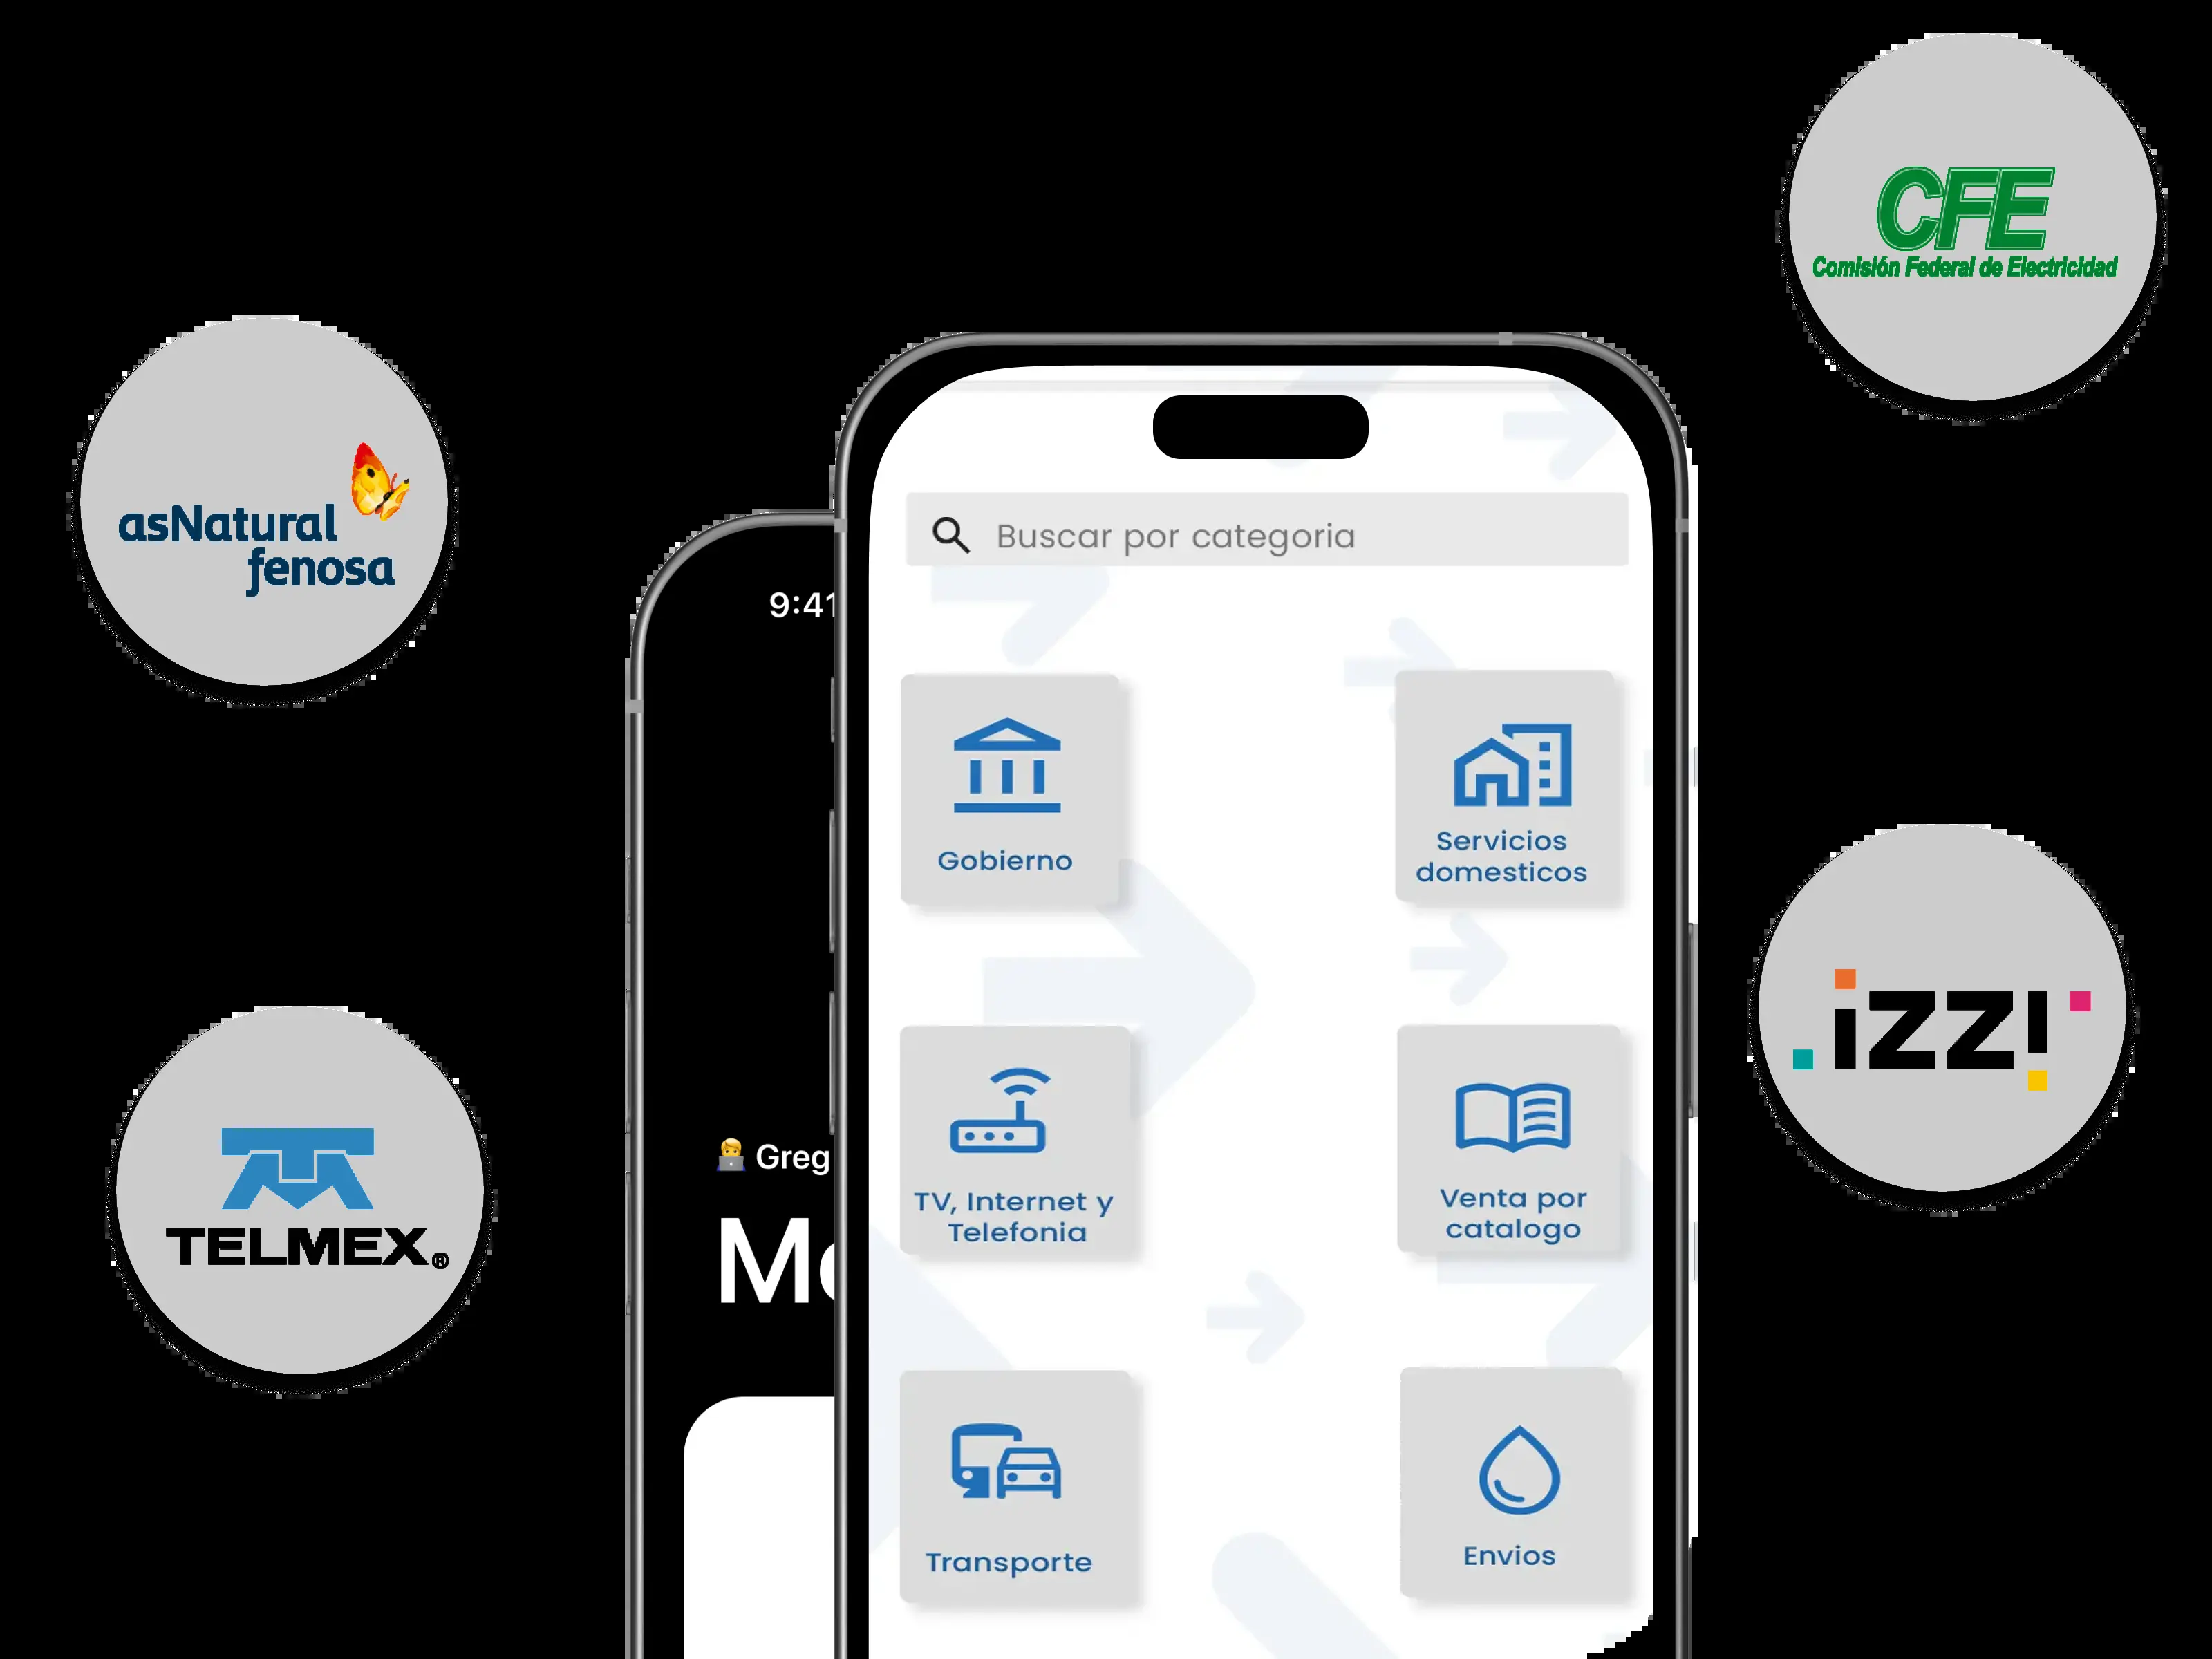 CFE
Comisión Federal de Electricidad
asNatural
fenosa
Buscar por categoria
9:41
Gobierno
Servicios
domesticos
izzi
TV, Internet y
Telefonia
Venta por
catalogo
Greg
TELMEX®
Mo
Transporte
Envios